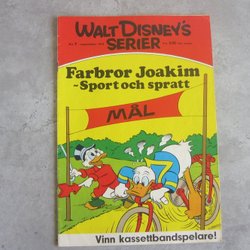 WALT DISNEY'S
SERIER
Farbror Joakim
~Sport och spratt
MÅL
Vinn kassettbandspelare!